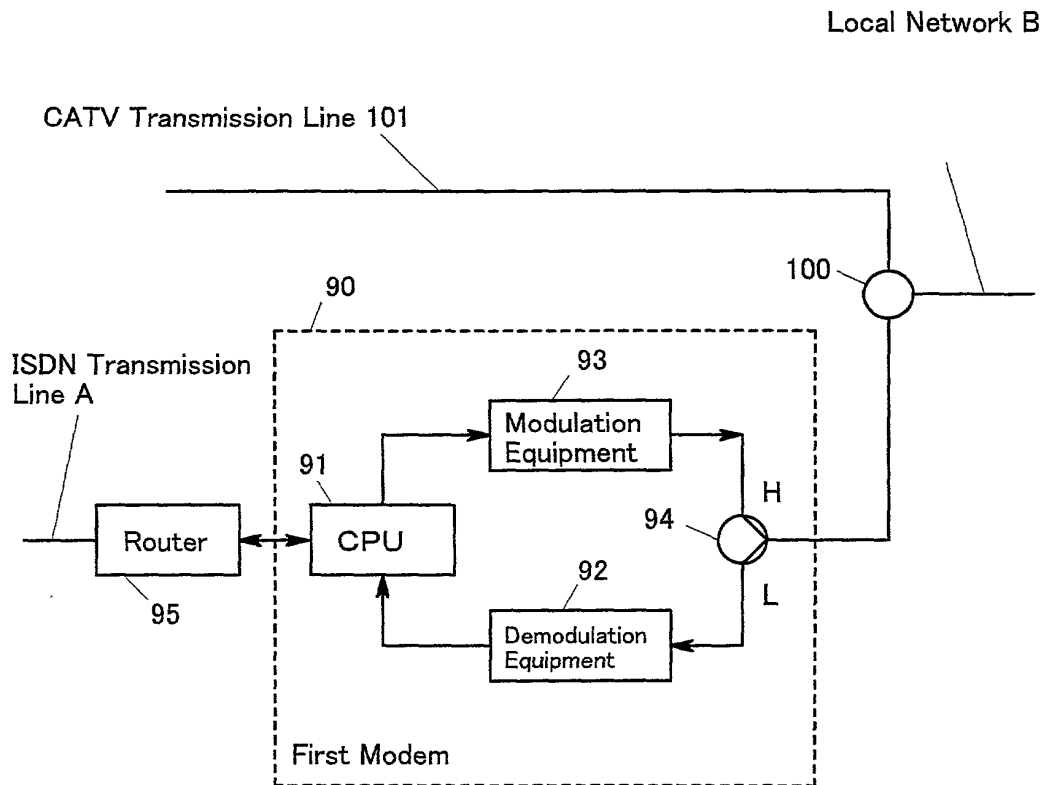 Local Network B
CATV Transmission Line 101
100
90
ISDN Transmission
Line A
93
Modulation
Equipment
91
H
94
Router
CPU
L
95
92
Demodulation
Equipment
First Modem